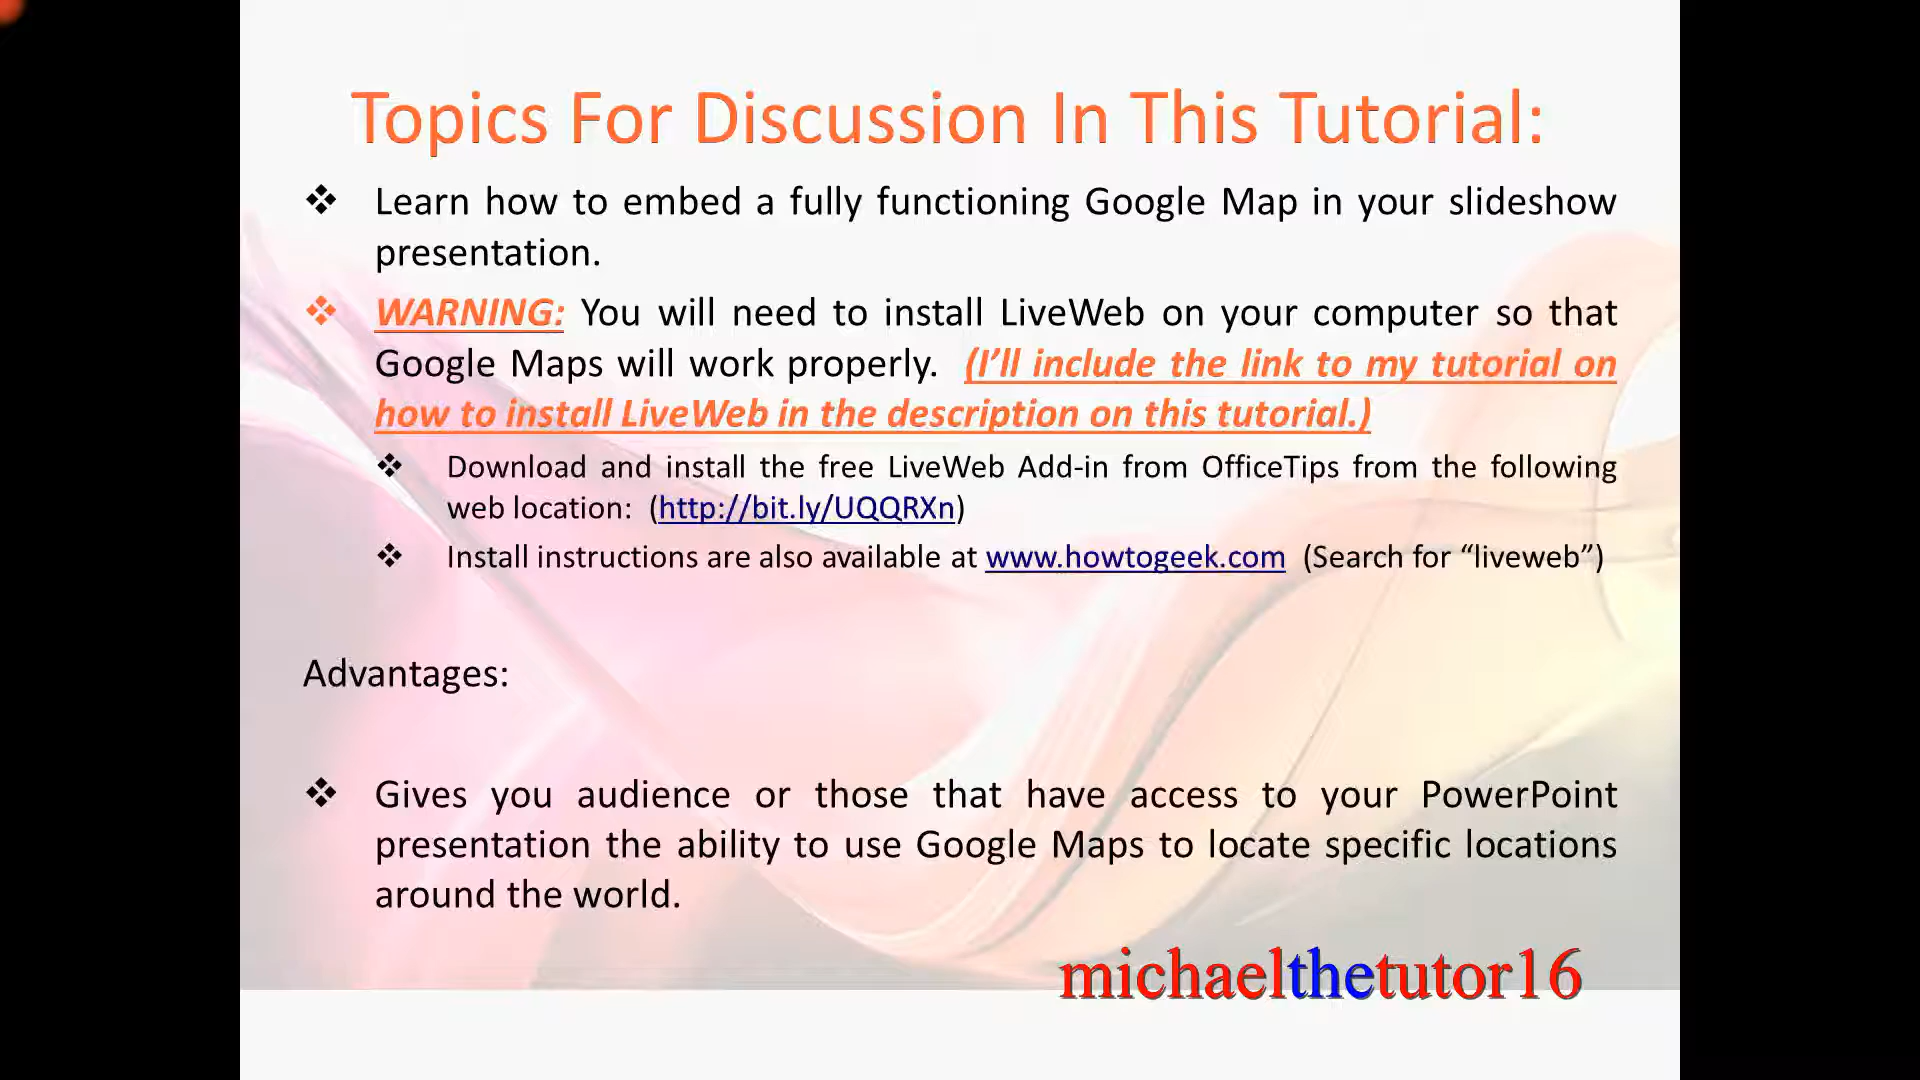 Topics For Discussion In This Tutorial:
❖ Learn how to embed a fully functioning Google Map in your slideshow
presentation.
❖ WARNING: You will need to install LiveWeb on your computer so that
Google Maps will work properly. (I’ll include the link to my tutorial on
how to install LiveWeb in the description on this tutorial.)
❖ Download and install the free LiveWeb Add-in from OfficeTips from the following
web location: (http://bit.ly/UQQRXn)
❖ Install instructions are also available at www.howtogeek.com (Search for “liveweb”)
Advantages:
❖ Gives you audience or those that have access to your PowerPoint
presentation the ability to use Google Maps to locate specific locations
around the world.
michaelthetutor16